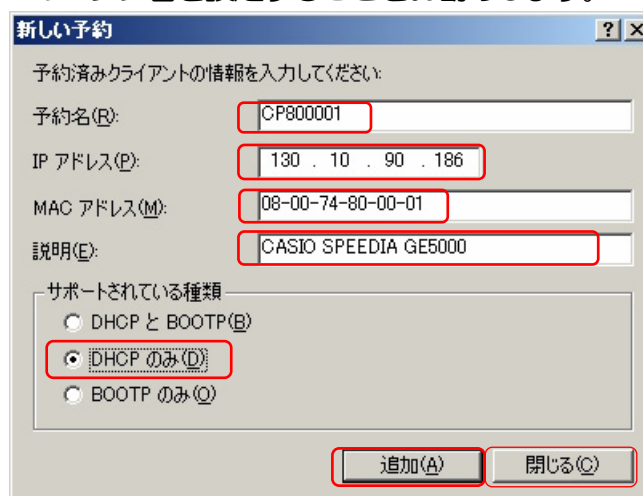 新しい予約
予約済みクライアントの情報を入力してください:
予約名(R): CP800001
IP アドレス(P): 130 . 10 . 90 . 186
MAC アドレス(M): 08-00-74-80-00-01
説明(E): CASIO SPEEDIA GE5000
サポートされている種類
DHCP と BOOTP(B)
DHCP のみ(D)
BOOTP のみ(O)
追加(A) 閉じる(C)